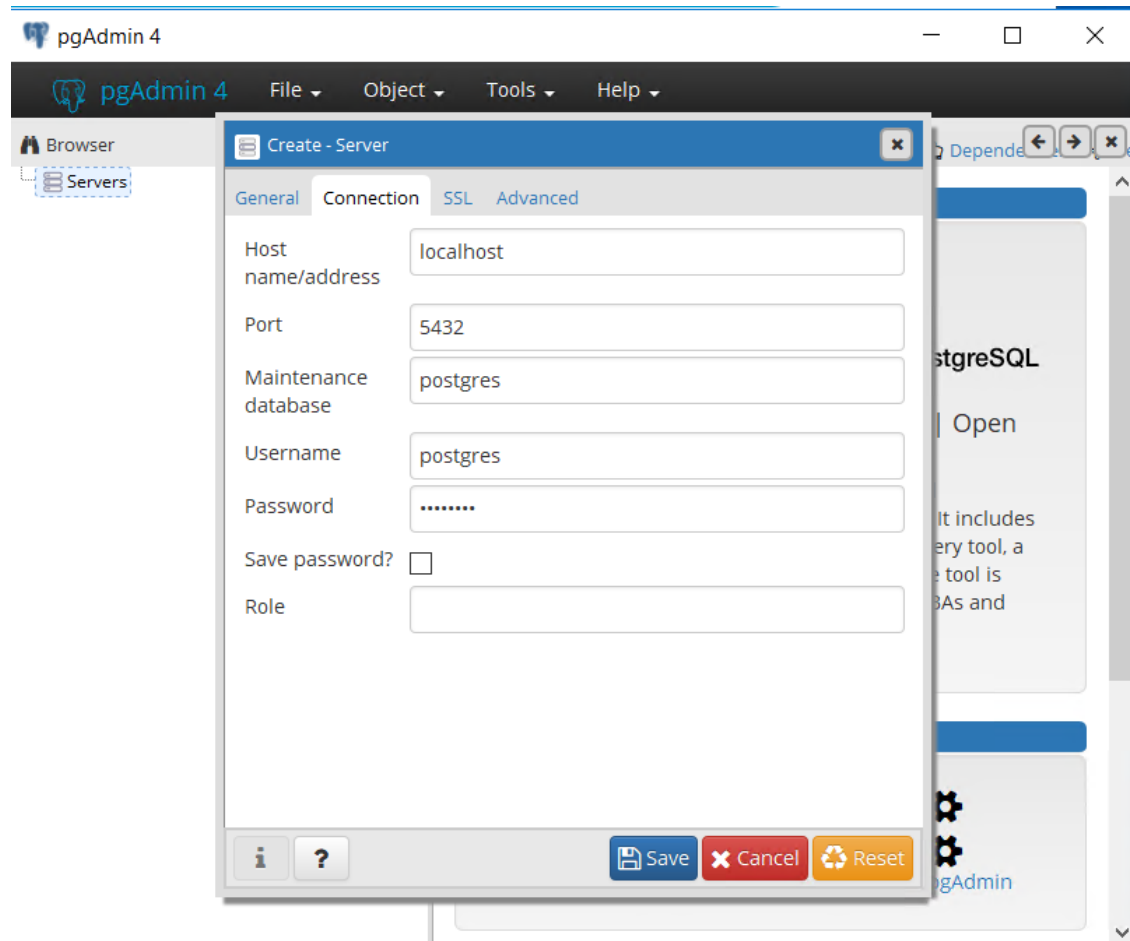 pgAdmin 4
pgAdmin 4 File Object Tools Help
Browser
Servers
Create - Server
General Connection SSL Advanced
Host name/address
localhost
Port
5432
Maintenance database
postgres
Username
postgres
Password
••••••••
Save password?
Role
i ? Save Cancel Reset
Depende
stgreSQL
| Open
It includes
ery tool, a
e tool is
BAs and
pgAdmin